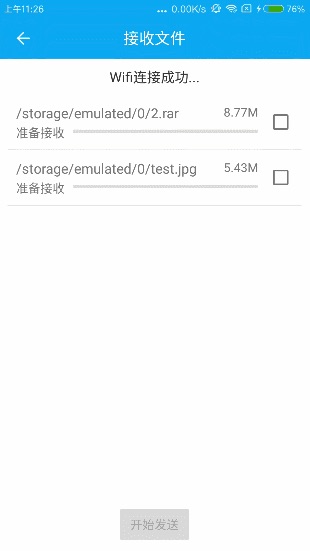 上午11:26 ... 0.00K/s 76%
接收文件
Wifi连接成功...
/storage/emulated/0/2.rar 8.77M
准备接收
/storage/emulated/0/test.jpg 5.43M
准备接收
开始发送